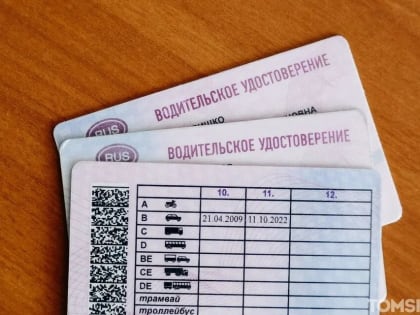 ВОДИТЕЛЬСКОЕ УДОСТОВЕРЕНИЕ
RUS
ВОДИТЕЛЬСКОЕ УДОСТОВЕРЕНИЕ
RUS
10. 11. 12.
A
B 21.04.2009 11.10.2022
C
D
BE
CE
DE
трамвай
троллейбус
TOMSK